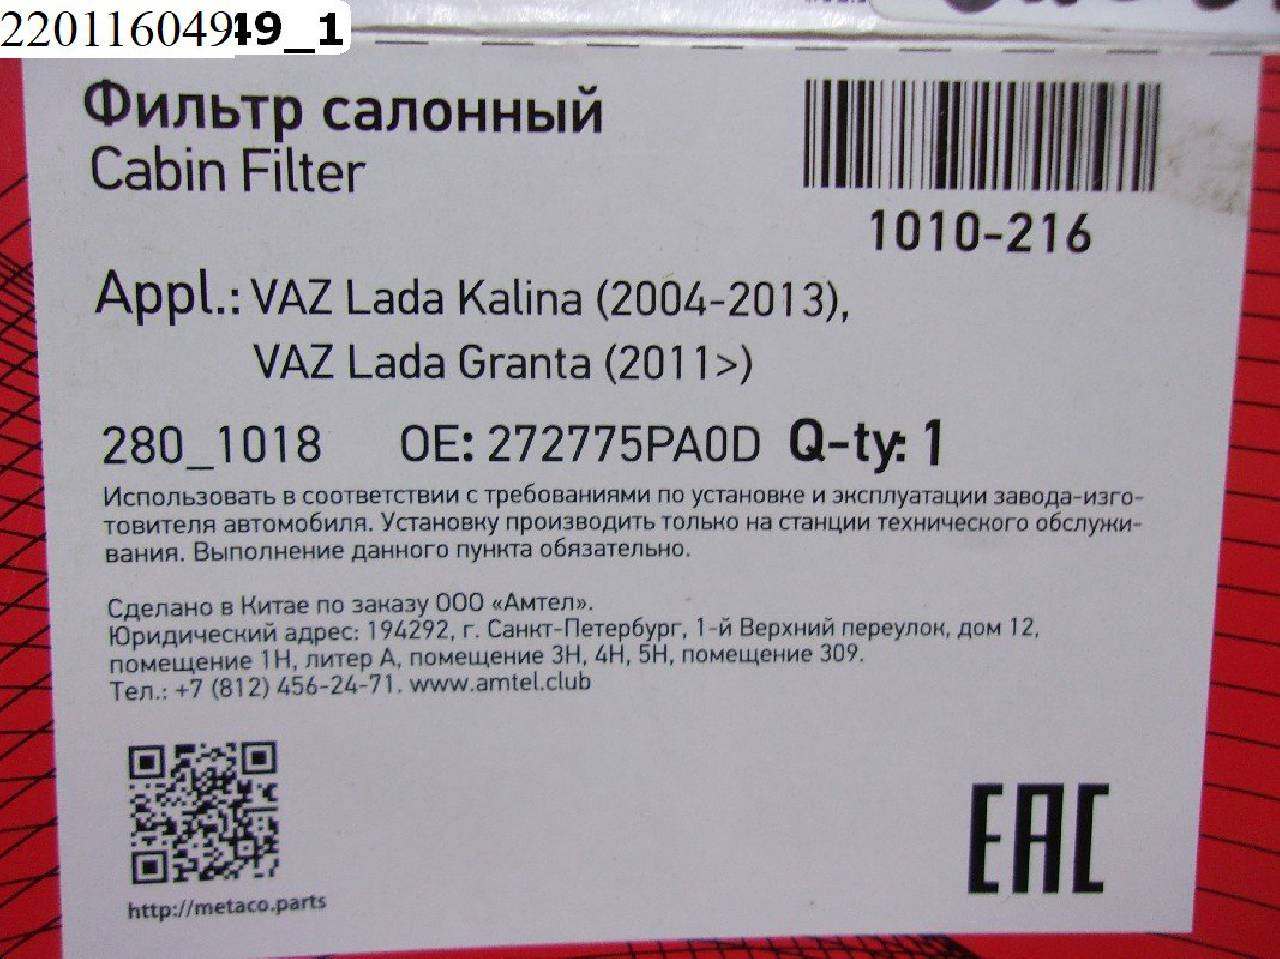 2201160449_1
Фильтр салонный
Cabin Filter
1010-216
Appl.: VAZ Lada Kalina (2004-2013),
VAZ Lada Granta (2011>)
280_1018 OE: 272775PA0D Q-ty: 1
Использовать в соответствии с требованиями по установке и эксплуатации завода-изго-
товителя автомобиля. Установку производить только на станции технического обслужи-
вания. Выполнение данного пункта обязательно.
Сделано в Китае по заказу ООО «Амтел».
Юридический адрес: 194292, г. Санкт-Петербург, 1-й Верхний переулок, дом 12,
помещение 1Н, литер А, помещение 3Н, 4Н, 5Н, помещение 309.
Тел.: +7 (812) 456-24-71. www.amtel.club
EAC
http://metaco.parts